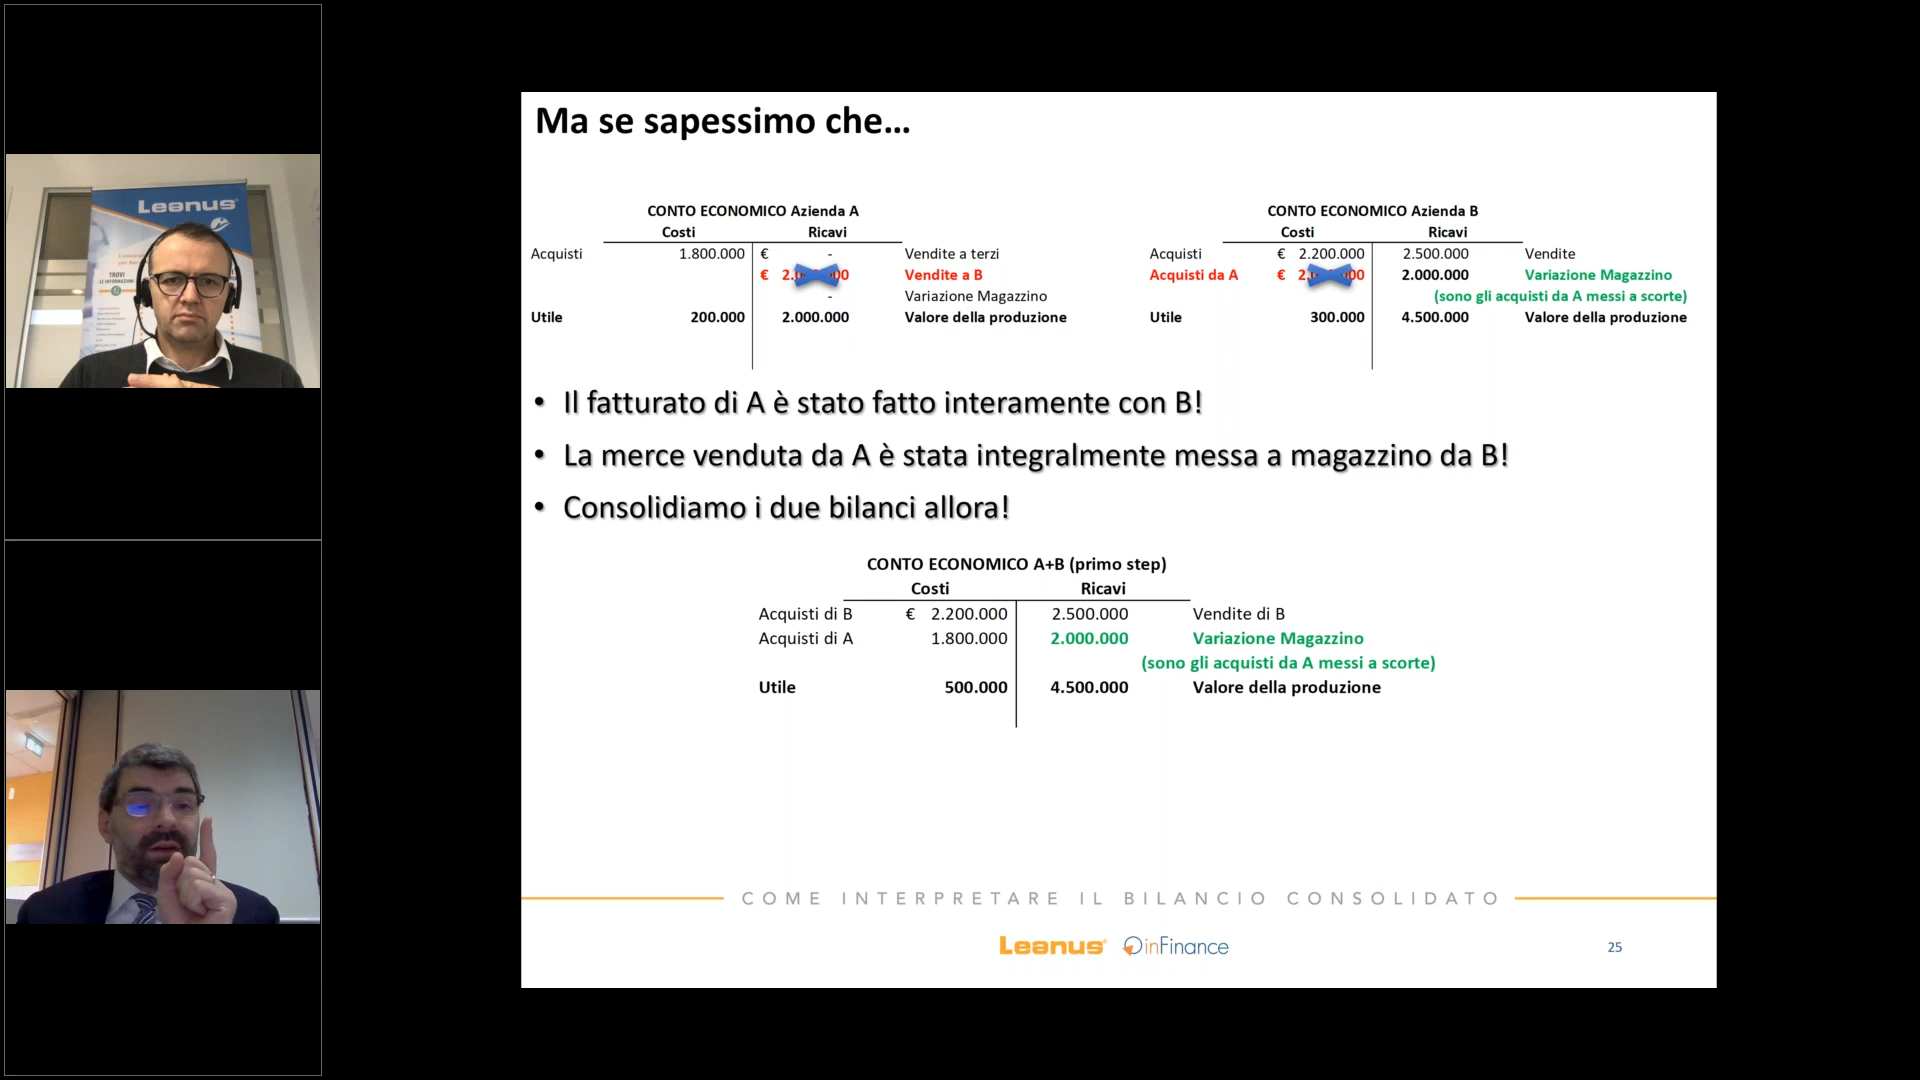 Ma se sapessimo che...
CONTO ECONOMICO Azienda A
Costi Ricavi
Acquisti 1.800.000 € - Vendite a terzi
€ Vendite a B
- Variazione Magazzino
Utile 200.000 2.000.000 Valore della produzione
CONTO ECONOMICO Azienda B
Costi Ricavi
Acquisti € 2.200.000 2.500.000 Vendite
Acquisti da A € 2.000.000 Variazione Magazzino
(sono gli acquisti da A messi a scorte)
Utile 300.000 4.500.000 Valore della produzione
• Il fatturato di A è stato fatto interamente con B!
• La merce venduta da A è stata integralmente messa a magazzino da B!
• Consolidiamo i due bilanci allora!
CONTO ECONOMICO A+B (primo step)
Costi Ricavi
Acquisti di B € 2.200.000 2.500.000 Vendite di B
Acquisti di A 1.800.000 2.000.000 Variazione Magazzino
(sono gli acquisti da A messi a scorte)
Utile 500.000 4.500.000 Valore della produzione
COME INTERPRETARE IL BILANCIO CONSOLIDATO
Leanus inFinance
25
Leanus
TROVI